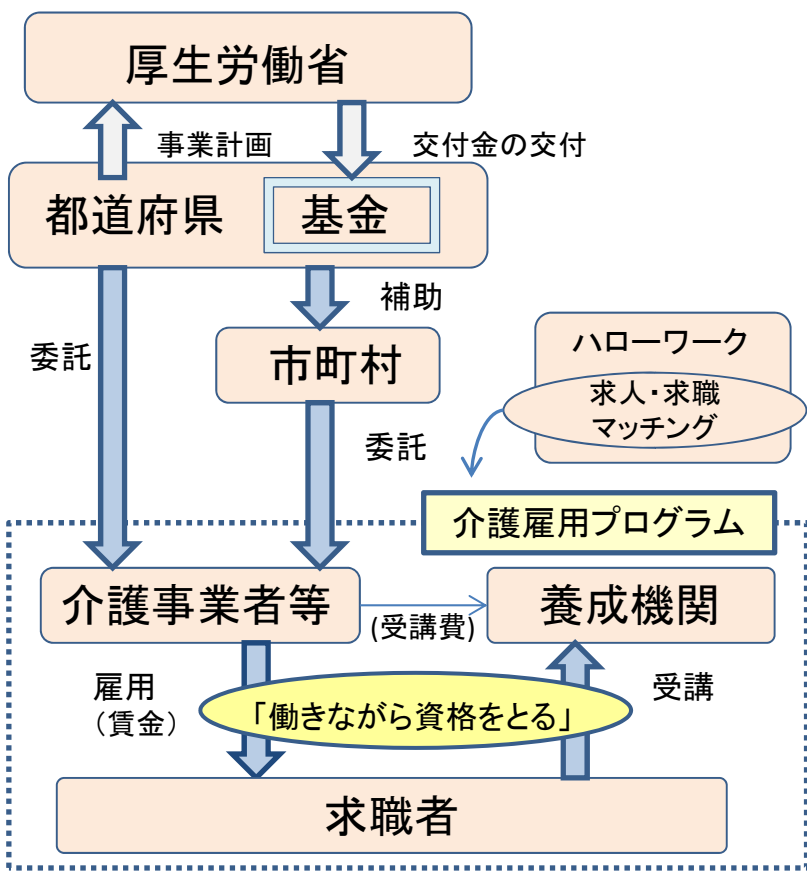 厚生労働省
事業計画
交付金の交付
都道府県
基金
補助
委託
市町村
ハローワーク
求人・求職
マッチング
委託
介護雇用プログラム
介護事業者等
(受講費)
養成機関
雇用
（賃金）
受講
「働きながら資格をとる」
求職者